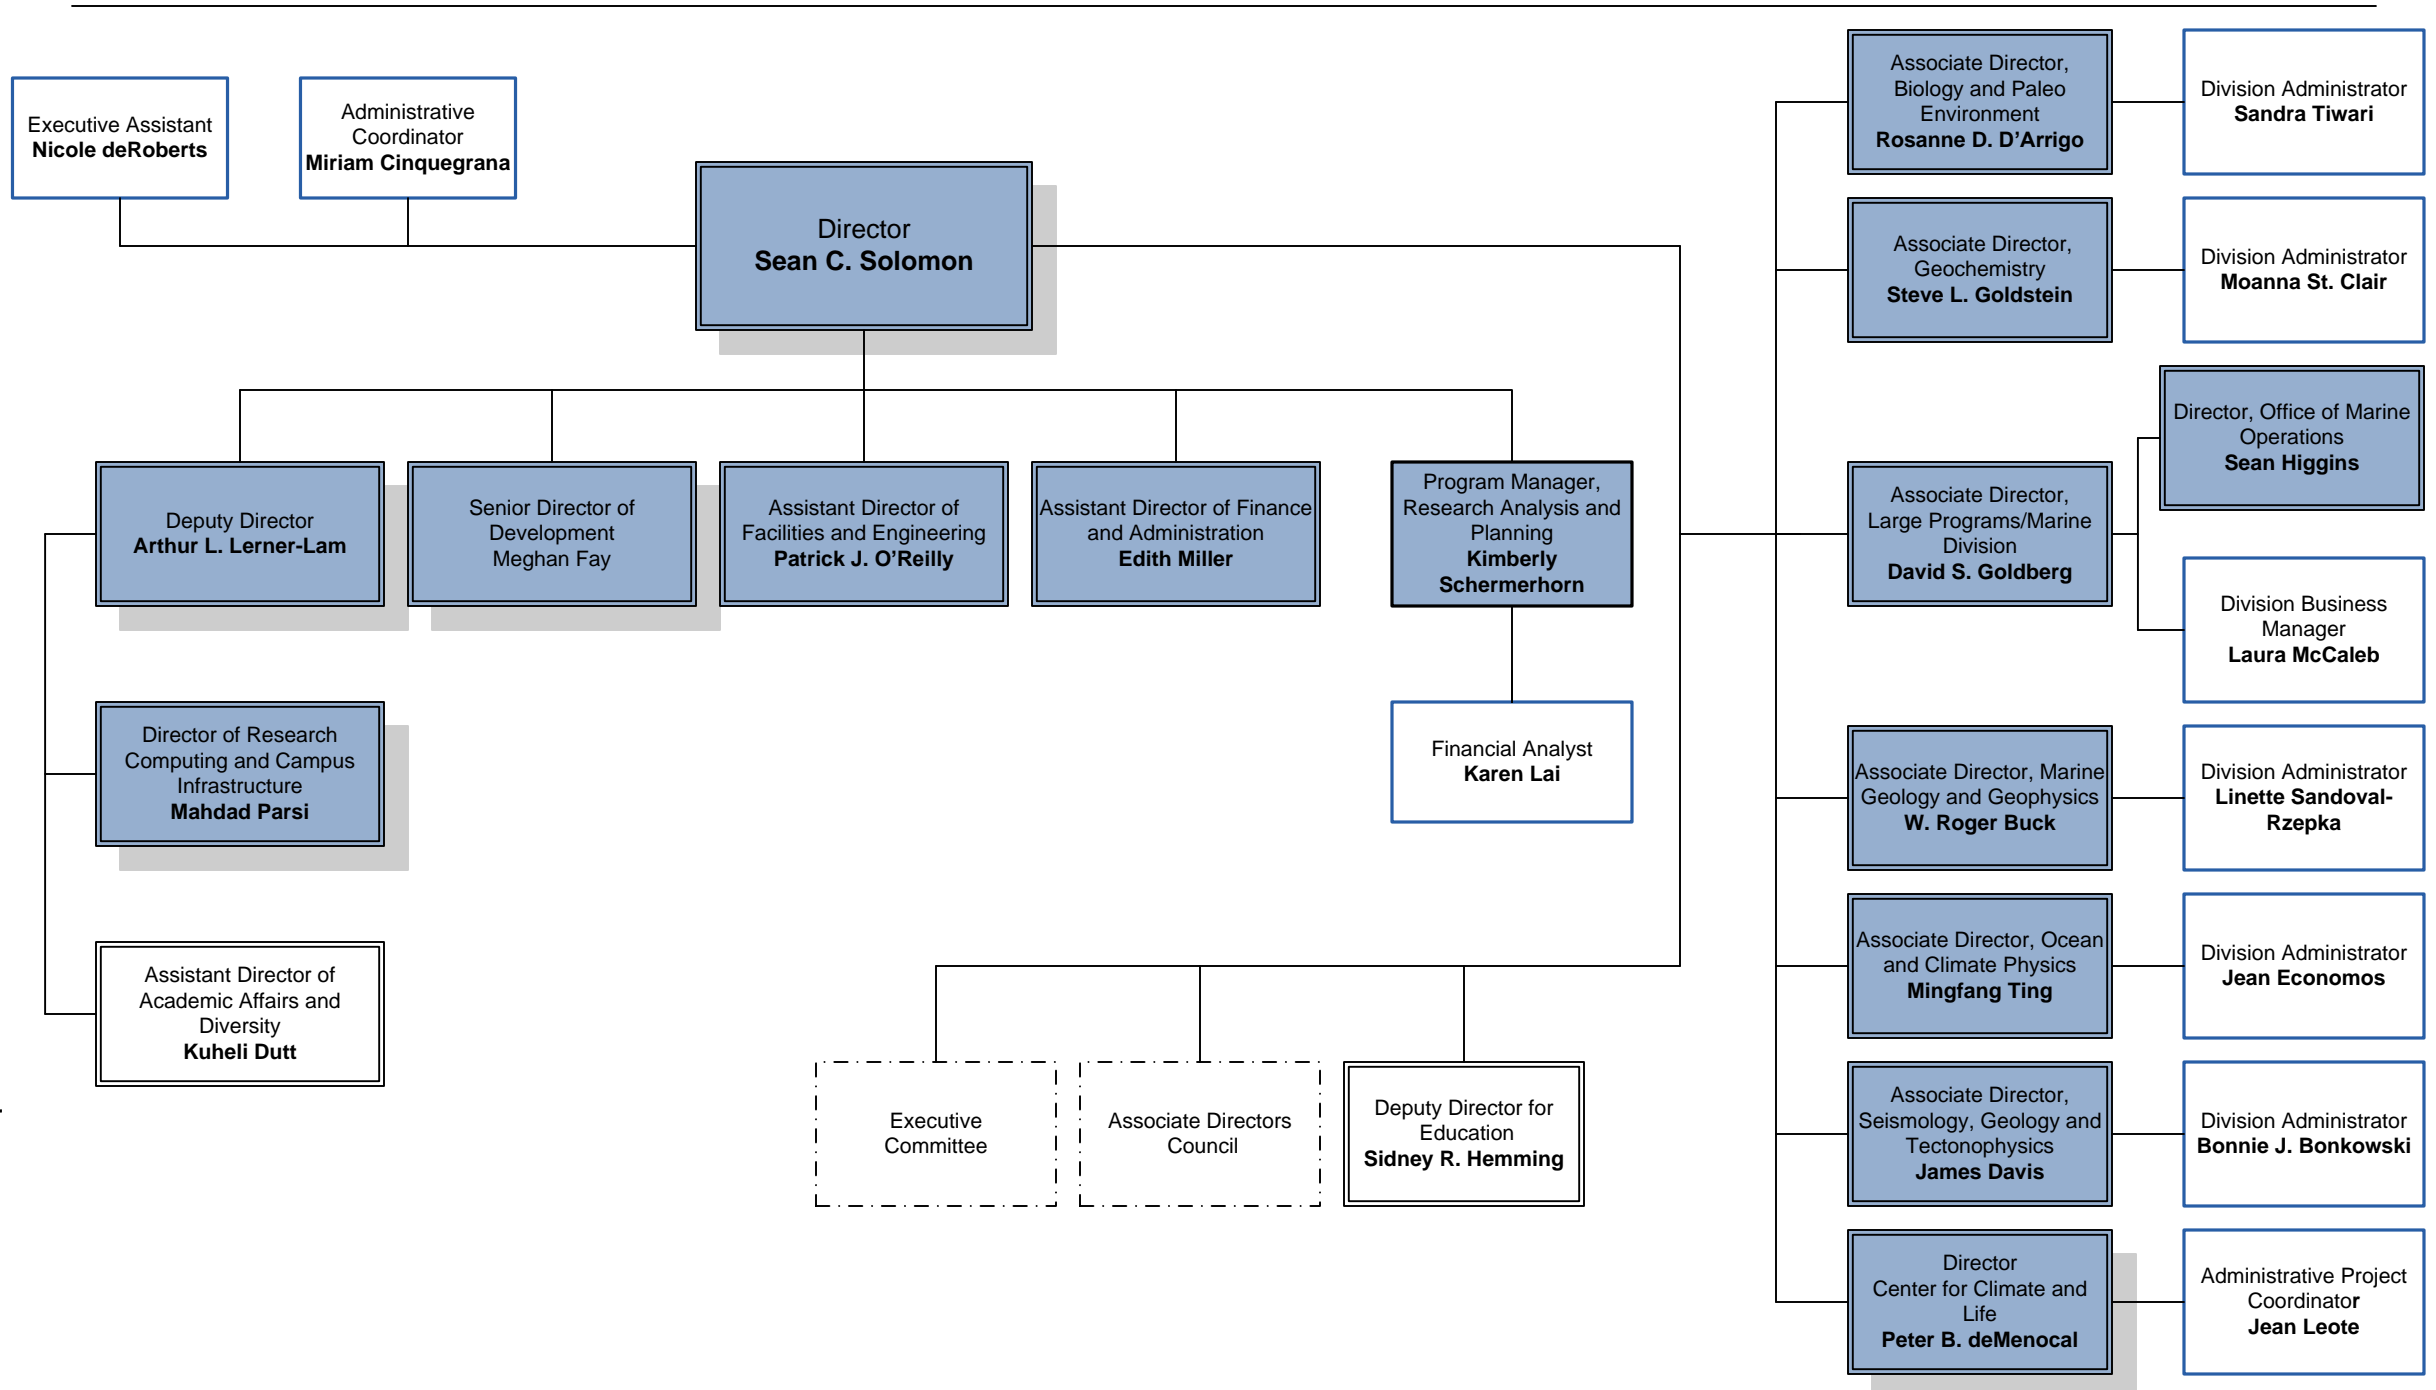 Executive Assistant
Nicole deRoberts
Administrative
Coordinator
Miriam Cinquegrana
Director
Sean C. Solomon
Deputy Director
Arthur L. Lerner-Lam
Senior Director of
Development
Meghan Fay
Assistant Director of
Facilities and Engineering
Patrick J. O'Reilly
Assistant Director of Finance
and Administration
Edith Miller
Program Manager,
Research Analysis and
Planning
Kimberly
Schermerhorn
Director of Research
Computing and Campus
Infrastructure
Mahdad Parsi
Financial Analyst
Karen Lai
Assistant Director of
Academic Affairs and
Diversity
Kuheli Dutt
Executive
Committee
Associate Directors
Council
Deputy Director for
Education
Sidney R. Hemming
Associate Director,
Biology and Paleo
Environment
Rosanne D. D’Arrigo
Division Administrator
Sandra Tiwari
Associate Director,
Geochemistry
Steve L. Goldstein
Division Administrator
Moanna St. Clair
Associate Director,
Large Programs/Marine
Division
David S. Goldberg
Director, Office of Marine
Operations
Sean Higgins
Division Business
Manager
Laura McCaleb
Associate Director, Marine
Geology and Geophysics
W. Roger Buck
Division Administrator
Linette Sandoval-
Rzepka
Associate Director, Ocean
and Climate Physics
Mingfang Ting
Division Administrator
Jean Economos
Associate Director,
Seismology, Geology and
Tectonophysics
James Davis
Division Administrator
Bonnie J. Bonkowski
Director
Center for Climate and
Life
Peter B. deMenocal
Administrative Project
Coordinator
Jean Leote